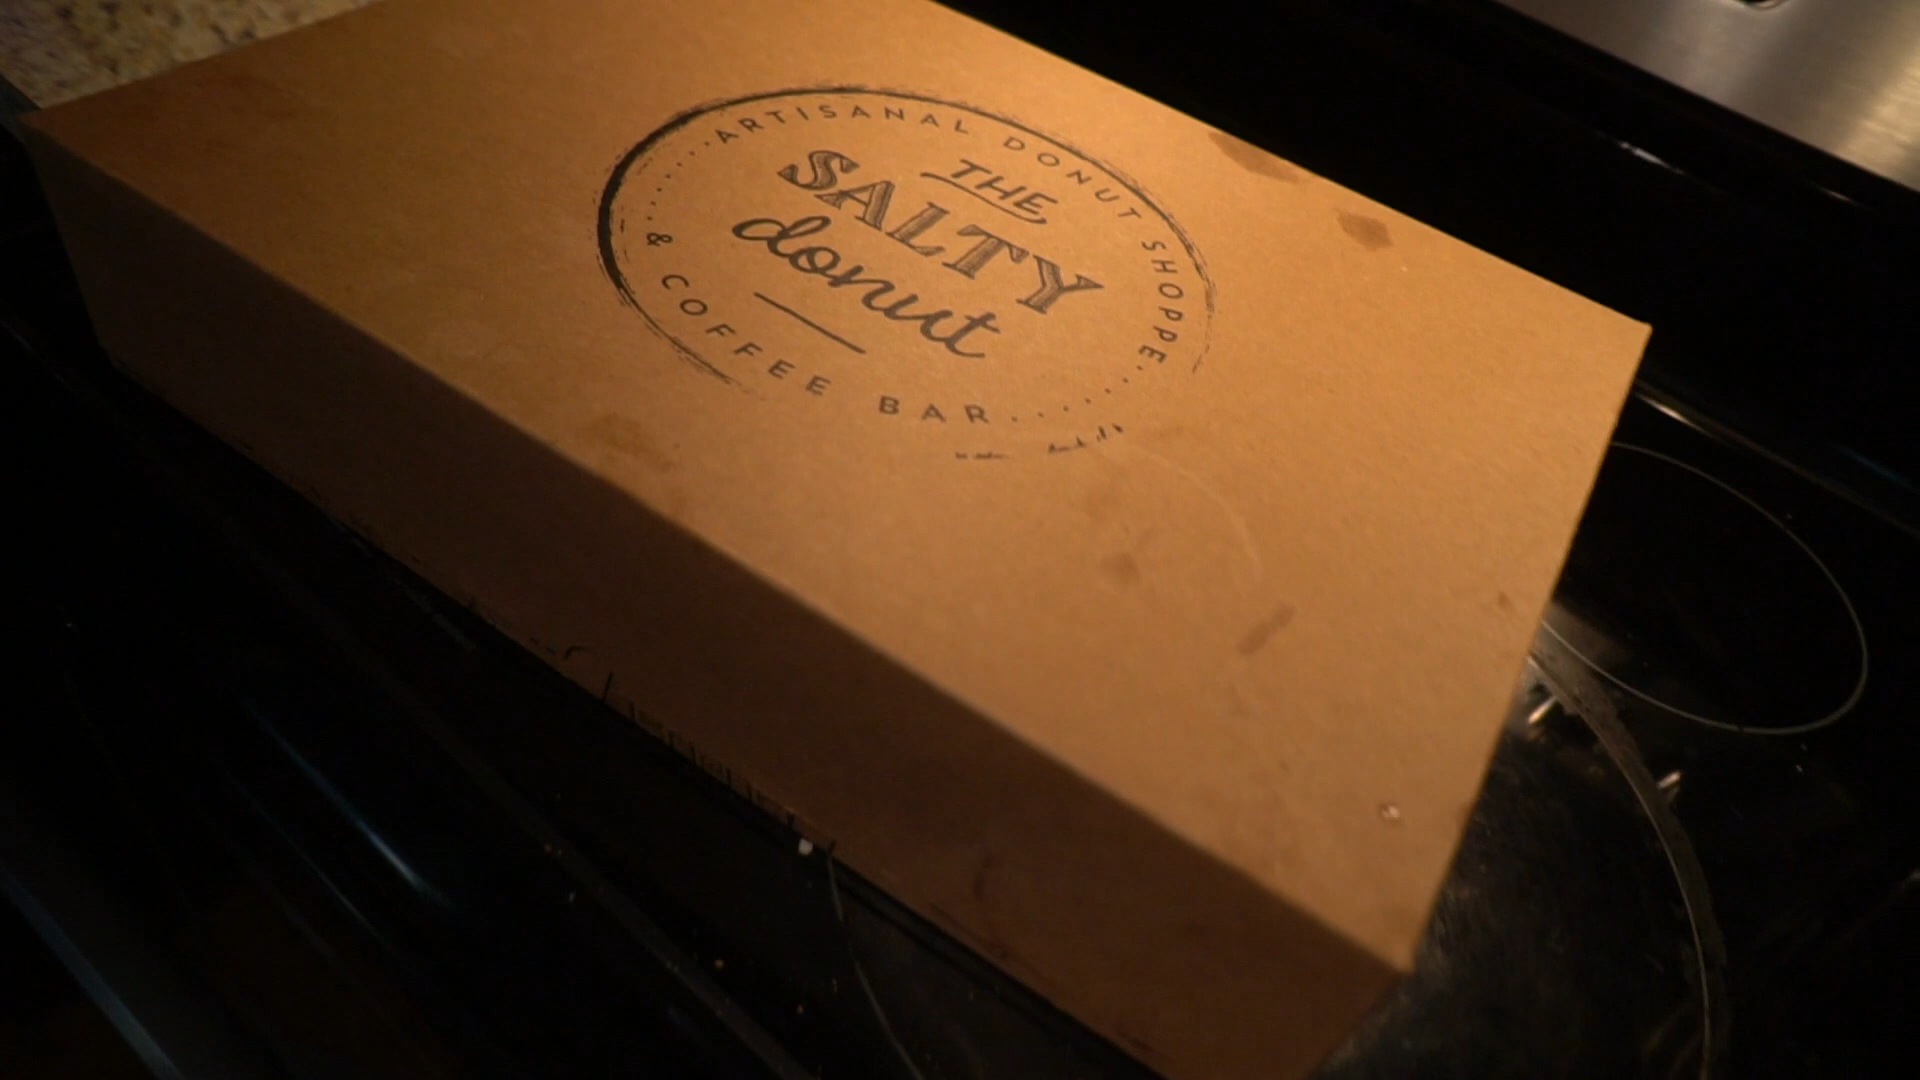 ARTISANAL DONUT SHOPPE
THE
SALTY
donut
& COFFEE BAR